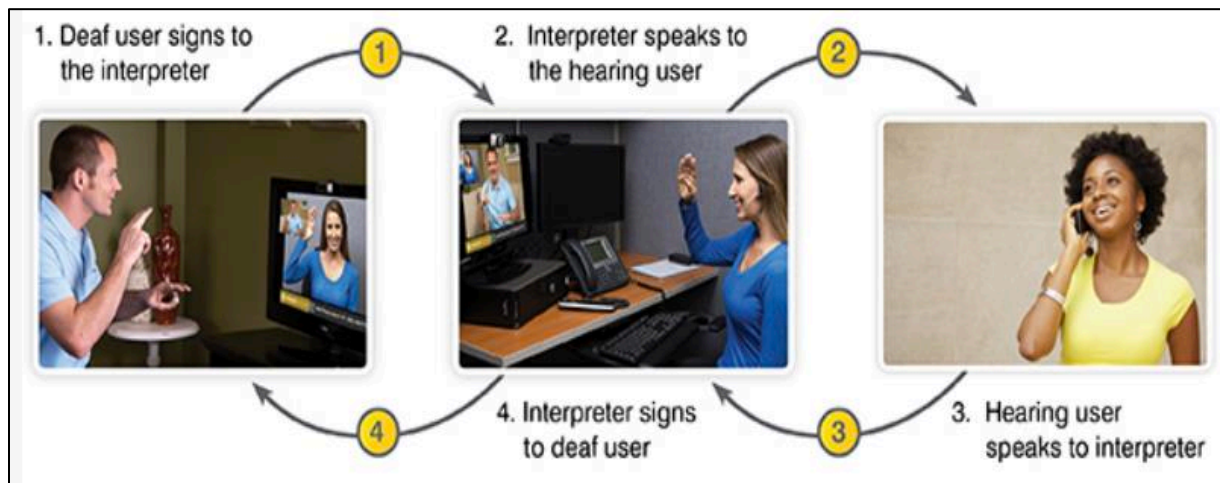 1. Deaf user signs to
the interpreter
1
2. Interpreter speaks to
the hearing user
2
4
4. Interpreter signs
to deaf user
3
3. Hearing user
speaks to interpreter